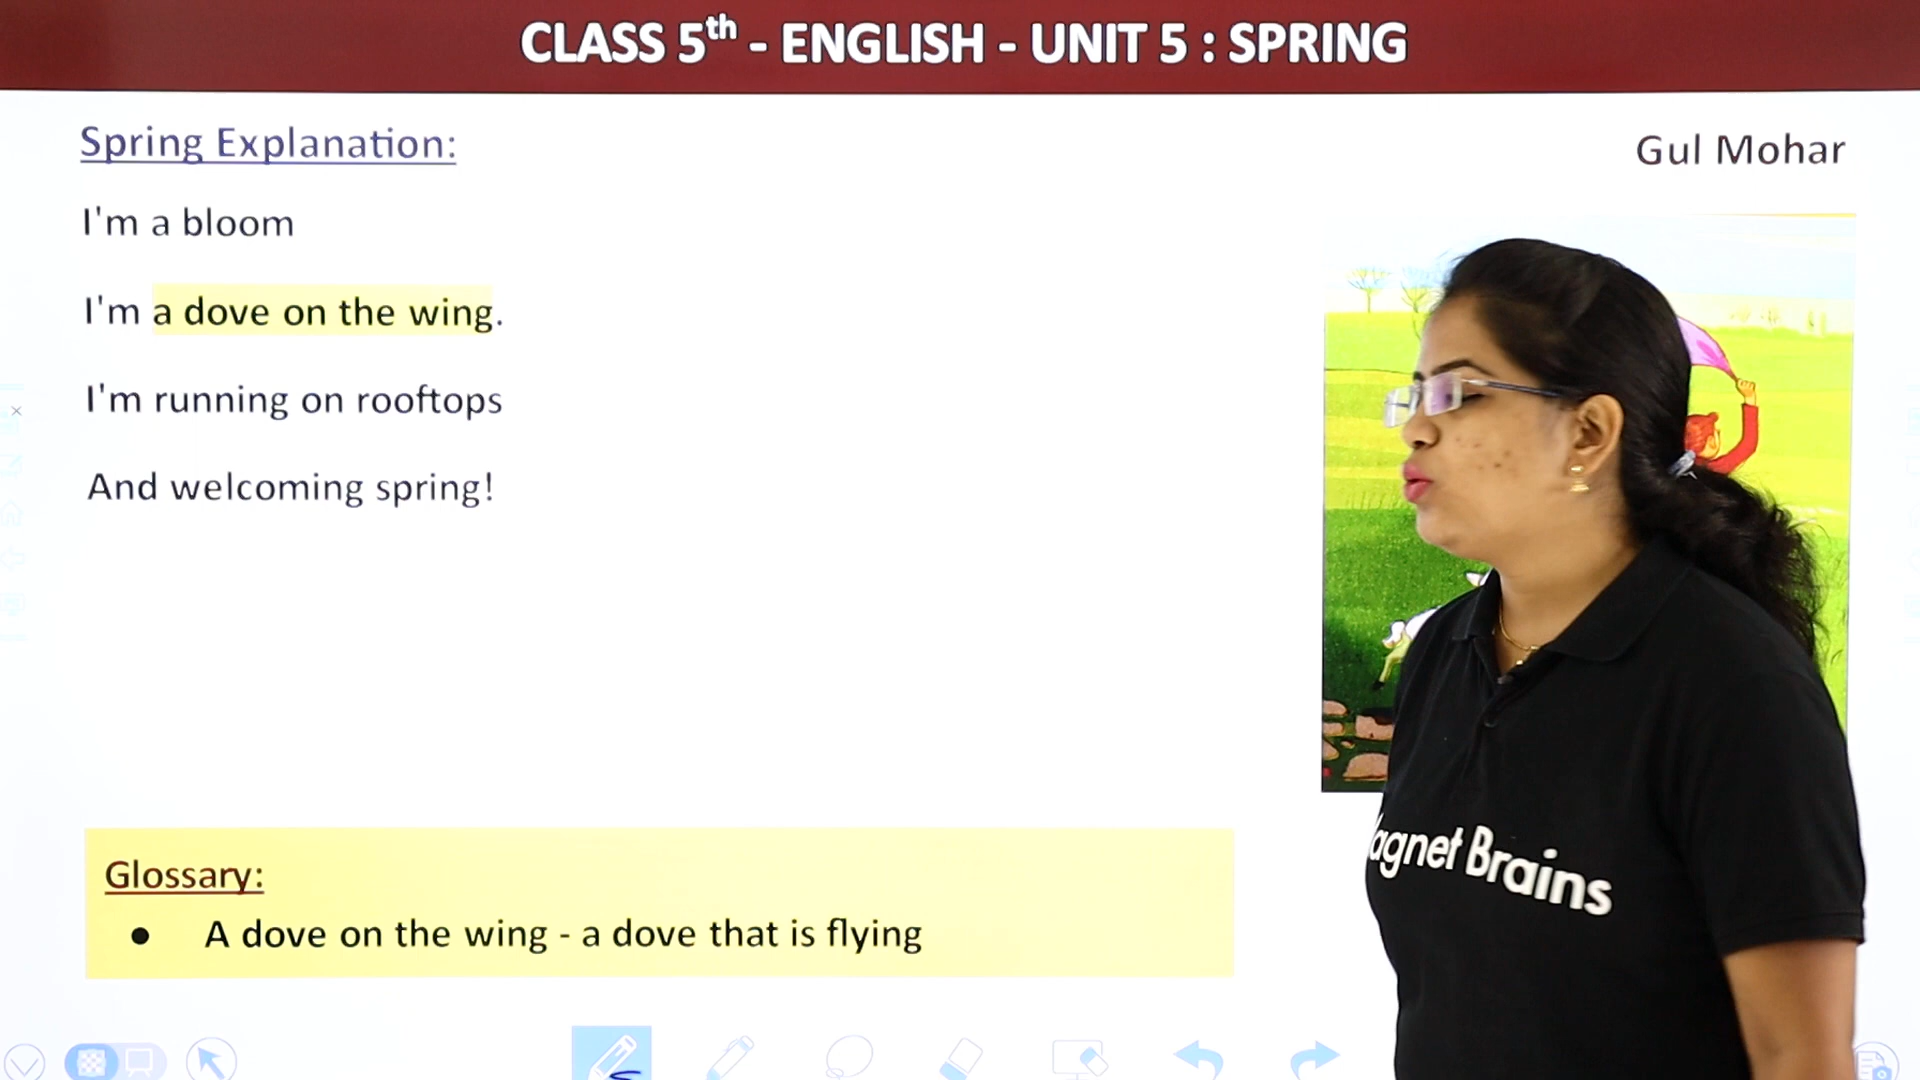 CLASS 5th - ENGLISH - UNIT 5 : SPRING
Spring Explanation:
Gul Mohar
I'm a bloom
I'm a dove on the wing.
I'm running on rooftops
And welcoming spring!
Glossary:
● A dove on the wing - a dove that is flying
agnet Brains